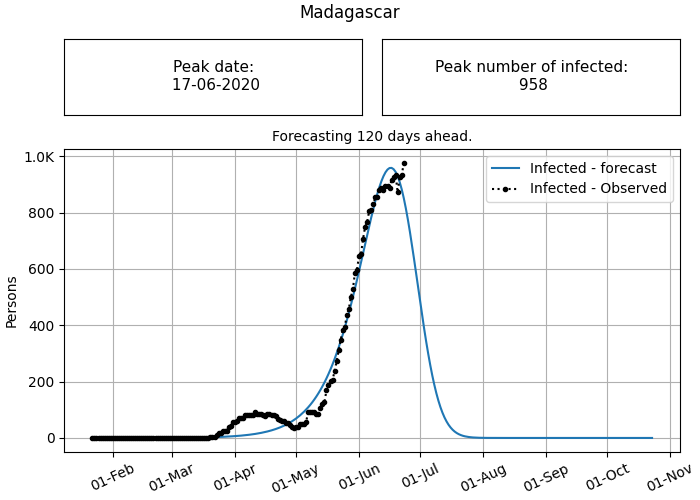 Madagascar
Peak date:
17-06-2020
Peak number of infected:
958
Forecasting 120 days ahead.
1.0K
800
600
400
200
0
Persons
Infected - forecast
Infected - Observed
01-Feb
01-Mar
01-Apr
01-May
01-Jun
01-Jul
01-Aug
01-Sep
01-Oct
01-Nov